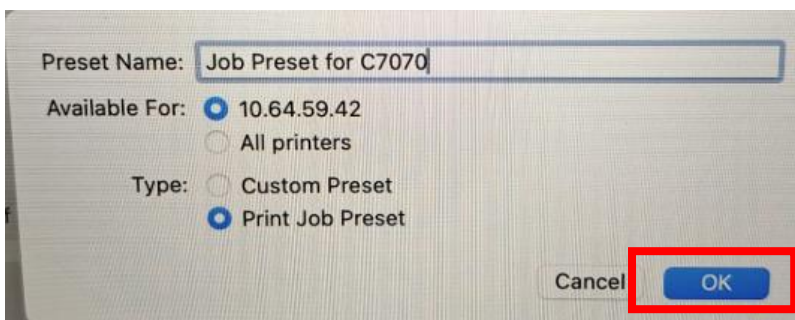 Preset Name: Job Preset for C7070
Available For: 10.64.59.42
All printers
Type: Custom Preset
Print Job Preset
Cancel OK